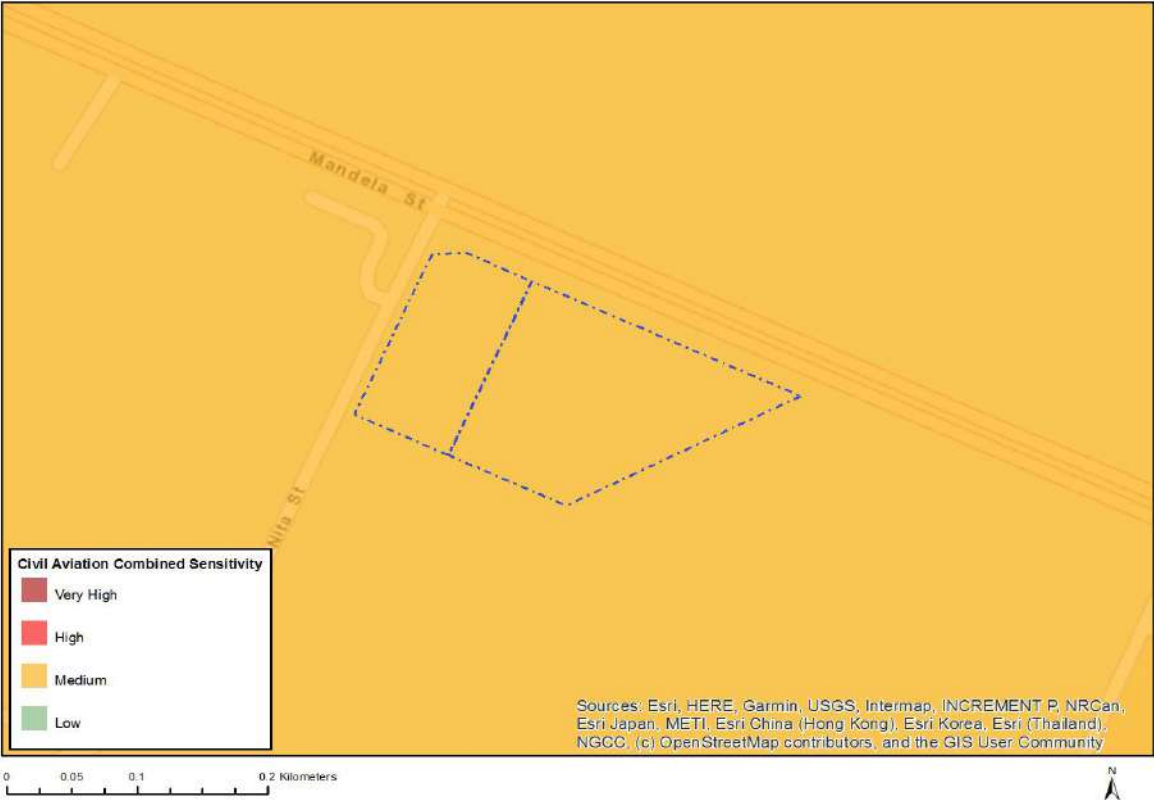 Mandela St
Nita St
Civil Aviation Combined Sensitivity
Very High
High
Medium
Low
Sources: Esri, HERE, Garmin, USGS, Intermap, INCREMENT P, NRCan,
Esri Japan, METI, Esri China (Hong Kong), Esri Korea, Esri (Thailand),
NGCC, (c) OpenStreetMap contributors, and the GIS User Community
0 0.05 0.1 0.2 Kilometers
N